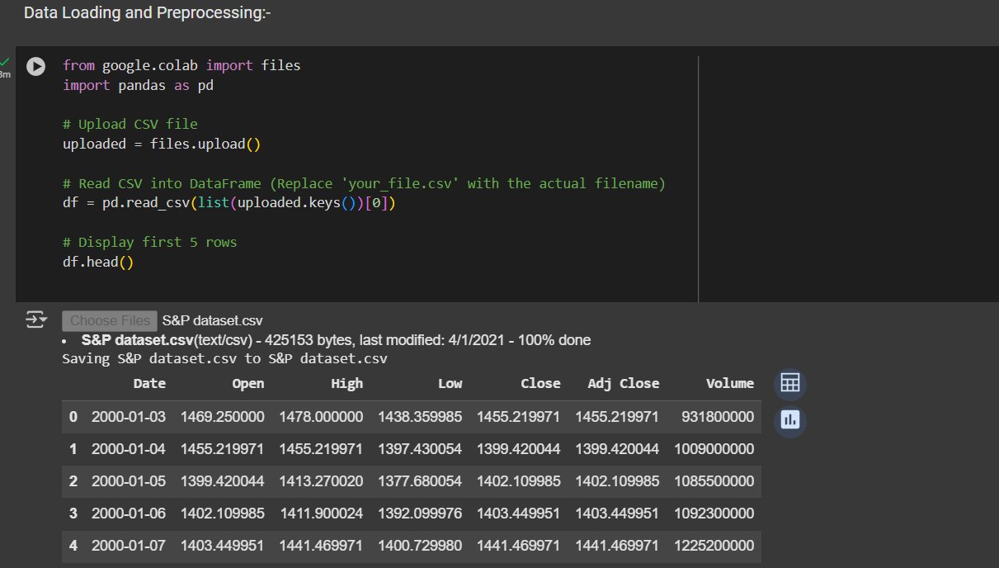 Data Loading and Preprocessing:-
3m
from google.colab import files
import pandas as pd
# Upload CSV file
uploaded = files.upload()
# Read CSV into DataFrame (Replace 'your_file.csv' with the actual filename)
df = pd.read_csv(list(uploaded.keys())[0])
# Display first 5 rows
df.head()
Choose Files S&P dataset.csv
• S&P dataset.csv(text/csv) - 425153 bytes, last modified: 4/1/2021 - 100% done
Saving S&P dataset.csv to S&P dataset.csv
Date Open High Low Close Adj Close Volume
0 2000-01-03 1469.250000 1478.000000 1438.359985 1455.219971 1455.219971 931800000
1 2000-01-04 1455.219971 1455.219971 1397.430054 1399.420044 1399.420044 1009000000
2 2000-01-05 1399.420044 1413.270020 1377.680054 1402.109985 1402.109985 1085500000
3 2000-01-06 1402.109985 1411.900024 1392.099976 1403.449951 1403.449951 1092300000
4 2000-01-07 1403.449951 1441.469971 1400.729980 1441.469971 1441.469971 1225200000